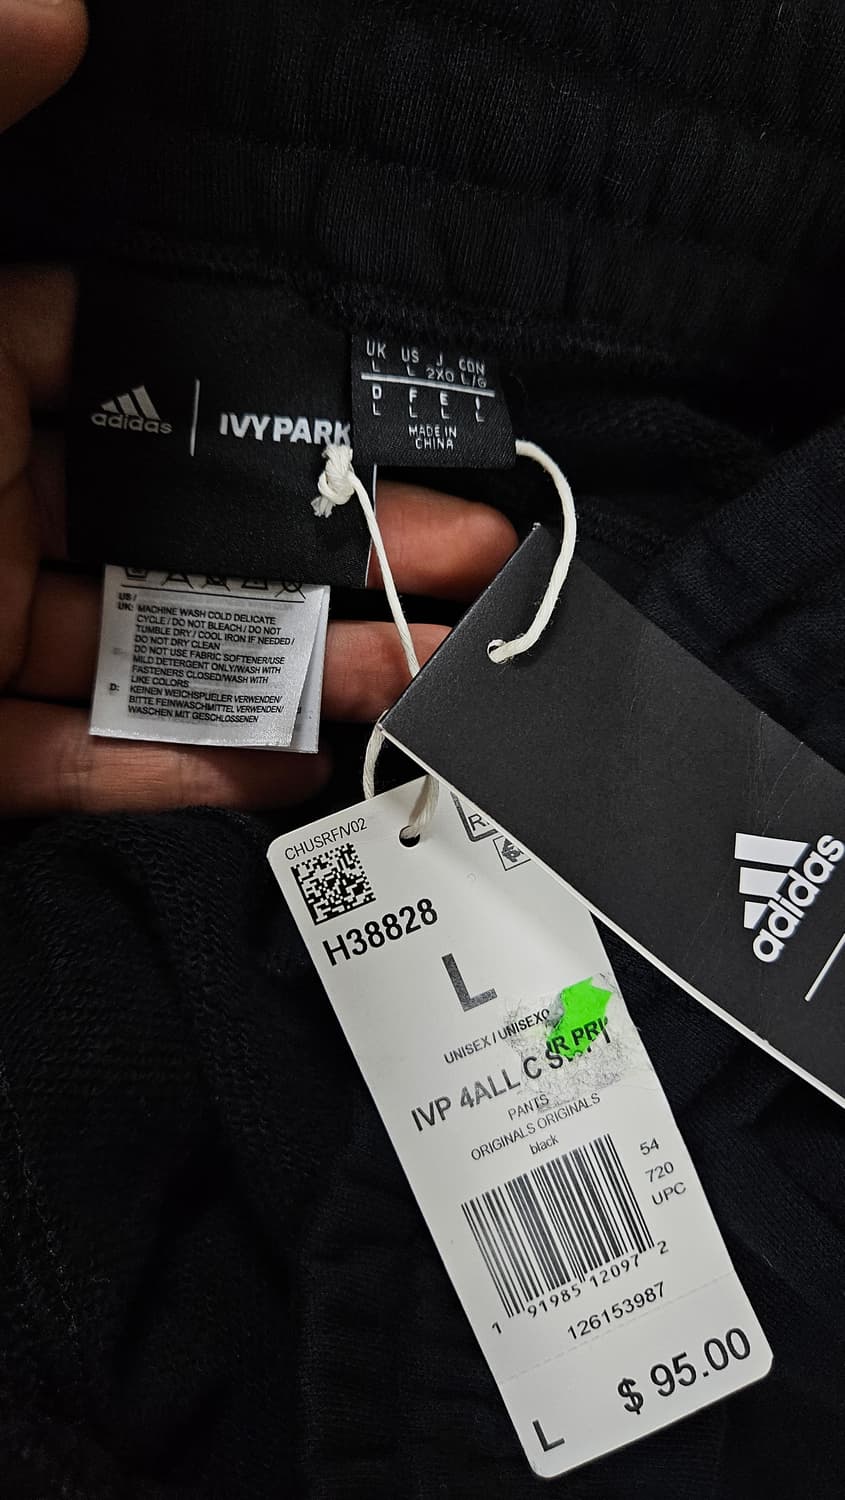 adidas
IVY PARK
UK US J CDN
L L 2XO L/G
D F E I
L L L L
MADE IN
CHINA
US /
UK: MACHINE WASH COLD DELICATE
CYCLE / DO NOT BLEACH / DO NOT
TUMBLE DRY / COOL IRON IF NEEDED /
DO NOT DRY CLEAN
DO NOT USE FABRIC SOFTENER/USE
MILD DETERGENT ONLY/WASH WITH
FASTENERS CLOSED/WASH WITH
LIKE COLORS
D: KEINEN WEICHSPUELER VERWENDEN/
BITTE FEINWASCHMITTEL VERWENDEN/
WASCHEN MIT GESCHLOSSENEN
adidas
CHUSRF/V02
H38828
L
UNISEX / UNISEXO
IVP 4ALL C
PANTS
ORIGINALS ORIGINALS
black
54
720
UPC
1 91985 12097 2
126153987
$ 95.00
L